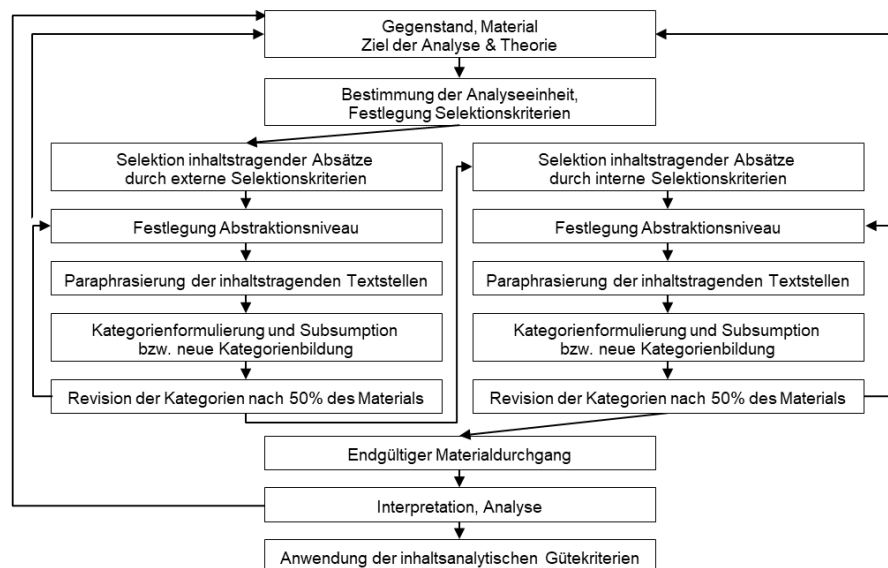 Gegenstand, Material
Ziel der Analyse & Theorie
Bestimmung der Analyseeinheit,
Festlegung Selektionskriterien
Selektion inhaltstragender Absätze
durch externe Selektionskriterien
Festlegung Abstraktionsniveau
Paraphrasierung der inhaltstragenden Textstellen
Kategorienformulierung und Subsumption
bzw. neue Kategorienbildung
Revision der Kategorien nach 50% des Materials
Selektion inhaltstragender Absätze
durch interne Selektionskriterien
Festlegung Abstraktionsniveau
Paraphrasierung der inhaltstragenden Textstellen
Kategorienformulierung und Subsumption
bzw. neue Kategorienbildung
Revision der Kategorien nach 50% des Materials
Endgültiger Materialdurchgang
Interpretation, Analyse
Anwendung der inhaltsanalytischen Gütekriterien